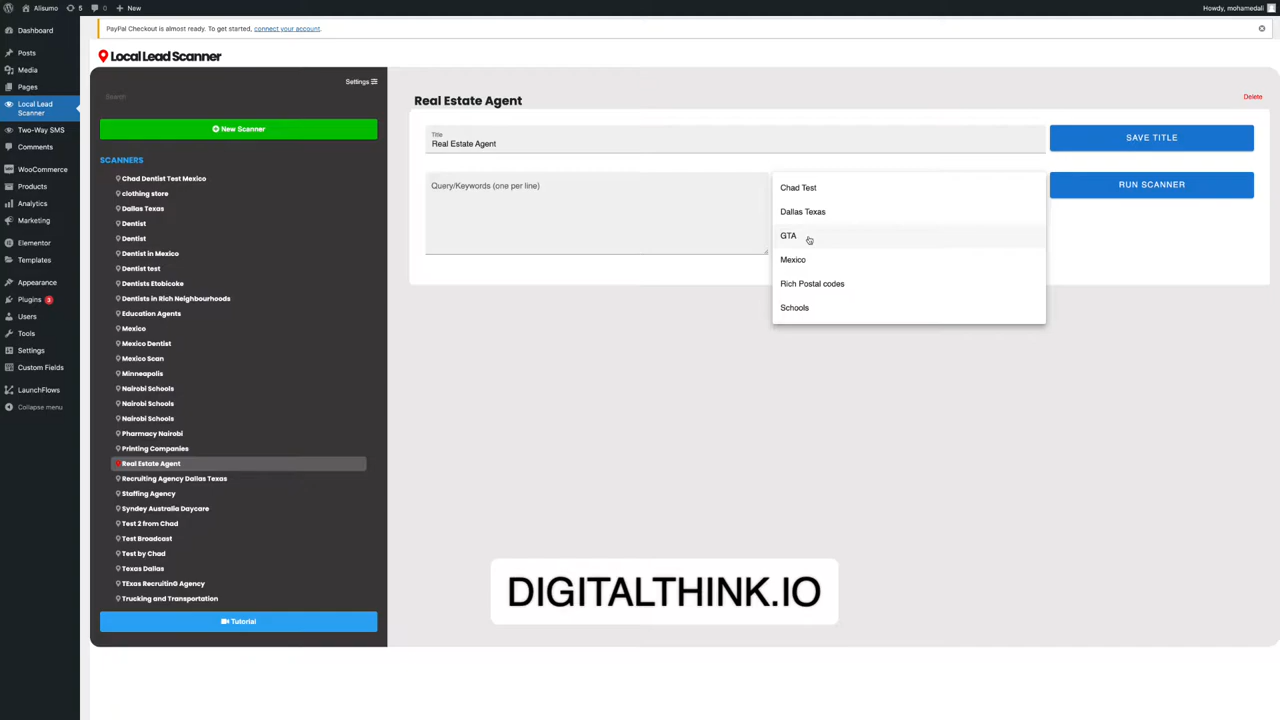 Alisumo
5
0
New
Howdy, mohamedali
Dashboard
Posts
Media
Pages
Local Lead
Scanner
Two-Way SMS
Comments
WooCommerce
Products
Analytics
Marketing
Elementor
Templates
Appearance
Plugins 3
Users
Tools
Settings
Custom Fields
LaunchFlows
Collapse menu
PayPal Checkout is almost ready. To get started, connect your account.
Local Lead Scanner
Settings
Search
New Scanner
SCANNERS
Chad Dentist Test Mexico
clothing store
Dallas Texas
Dentist
Dentist
Dentist in Mexico
Dentist test
Dentists Etobicoke
Dentists in Rich Neighbourhoods
Education Agents
Mexico
Mexico Dentist
Mexico Scan
Minneapolis
Nairobi Schools
Nairobi Schools
Nairobi Schools
Pharmacy Nairobi
Printing Companies
Real Estate Agent
Recruiting Agency Dallas Texas
Staffing Agency
Syndey Australia Daycare
Test 2 from Chad
Test Broadcast
Test by Chad
Texas Dallas
TExas RecruitinG Agency
Trucking and Transportation
Tutorial
Real Estate Agent
Delete
Title
Real Estate Agent
SAVE TITLE
Query/Keywords (one per line)
Chad Test
Dallas Texas
GTA
Mexico
Rich Postal codes
Schools
RUN SCANNER
DIGITALTHINK.IO